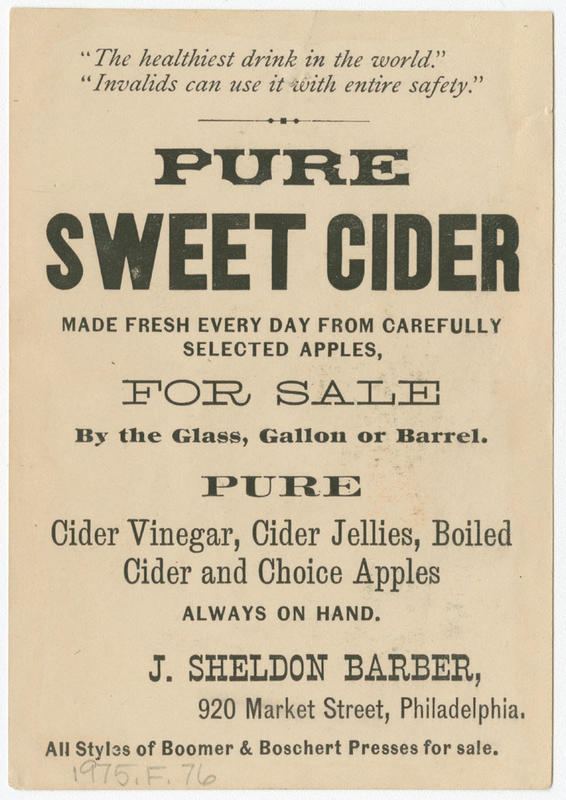 “The healthiest drink in the world.”
“Invalids can use it with entire safety.”
PURE
SWEET CIDER
MADE FRESH EVERY DAY FROM CAREFULLY
SELECTED APPLES,
FOR SALE
By the Glass, Gallon or Barrel.
PURE
Cider Vinegar, Cider Jellies, Boiled
Cider and Choice Apples
ALWAYS ON HAND.
J. SHELDON BARBER,
920 Market Street, Philadelphia.
All Styles of Boomer & Boschert Presses for sale.
1975.F.76